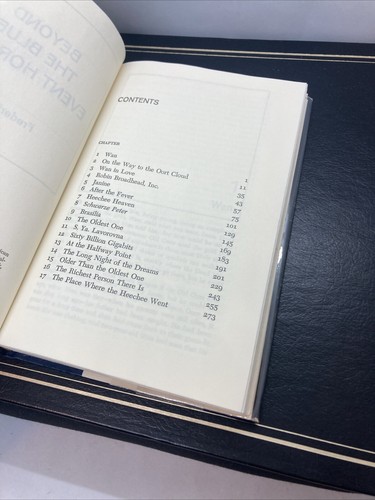 BEYOND
THE BLUE
EVENT HOR
Frederi
CONTENTS
CHAPTER
1 Wan 1
2 On the Way to the Oort Cloud 11
3 Wan in Love 35
4 Robin Broadhead, Inc. 43
5 Janine 57
6 After the Fever 75
7 Heechee Heaven 101
8 Schwarze Peter 129
9 Brasilia 145
10 The Oldest One 169
11 S. Ya. Lavorovna 183
12 Sixty Billion Gigabits 191
13 At the Halfway Point 201
14 The Long Night of the Dreams 229
15 Older Than the Oldest One 243
16 The Richest Person There Is 255
17 The Place Where the Heechee Went 273